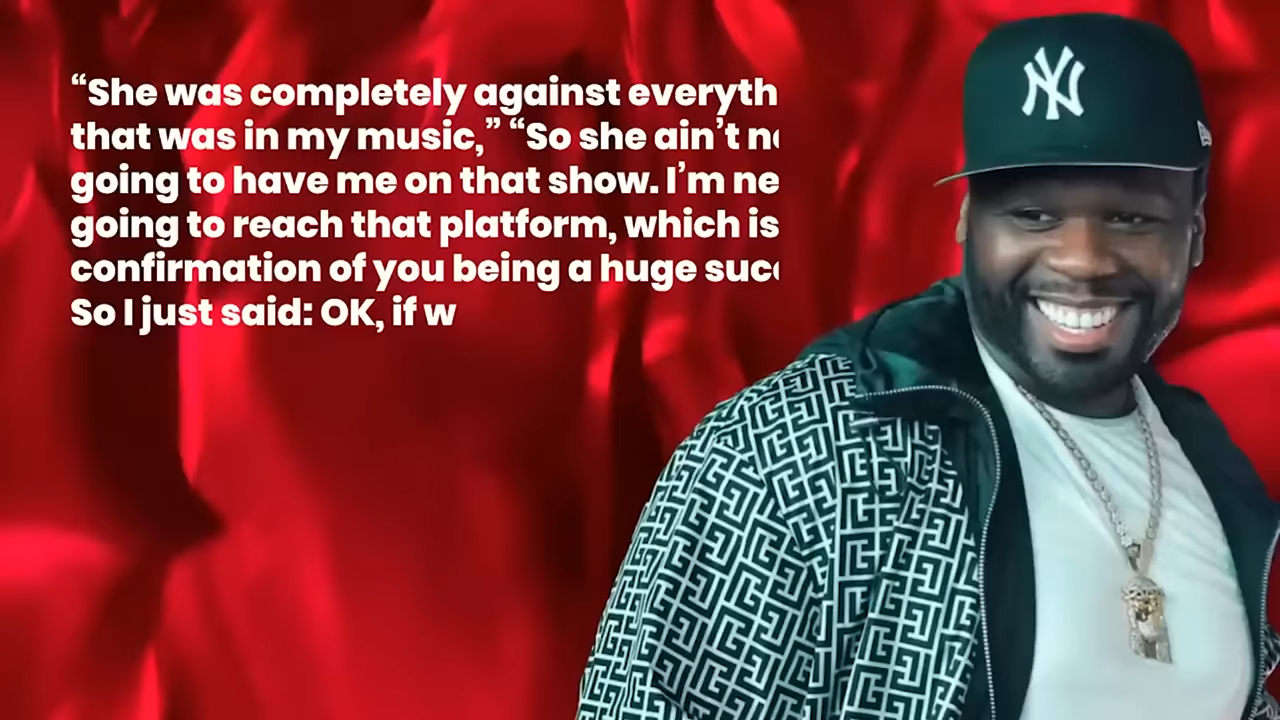 “She was completely against everyth
that was in my music,” “So she ain’t
going to have me on that show. I’m ne
going to reach that platform, which is
confirmation of you being a huge suc
So I just said: OK, if w
NY